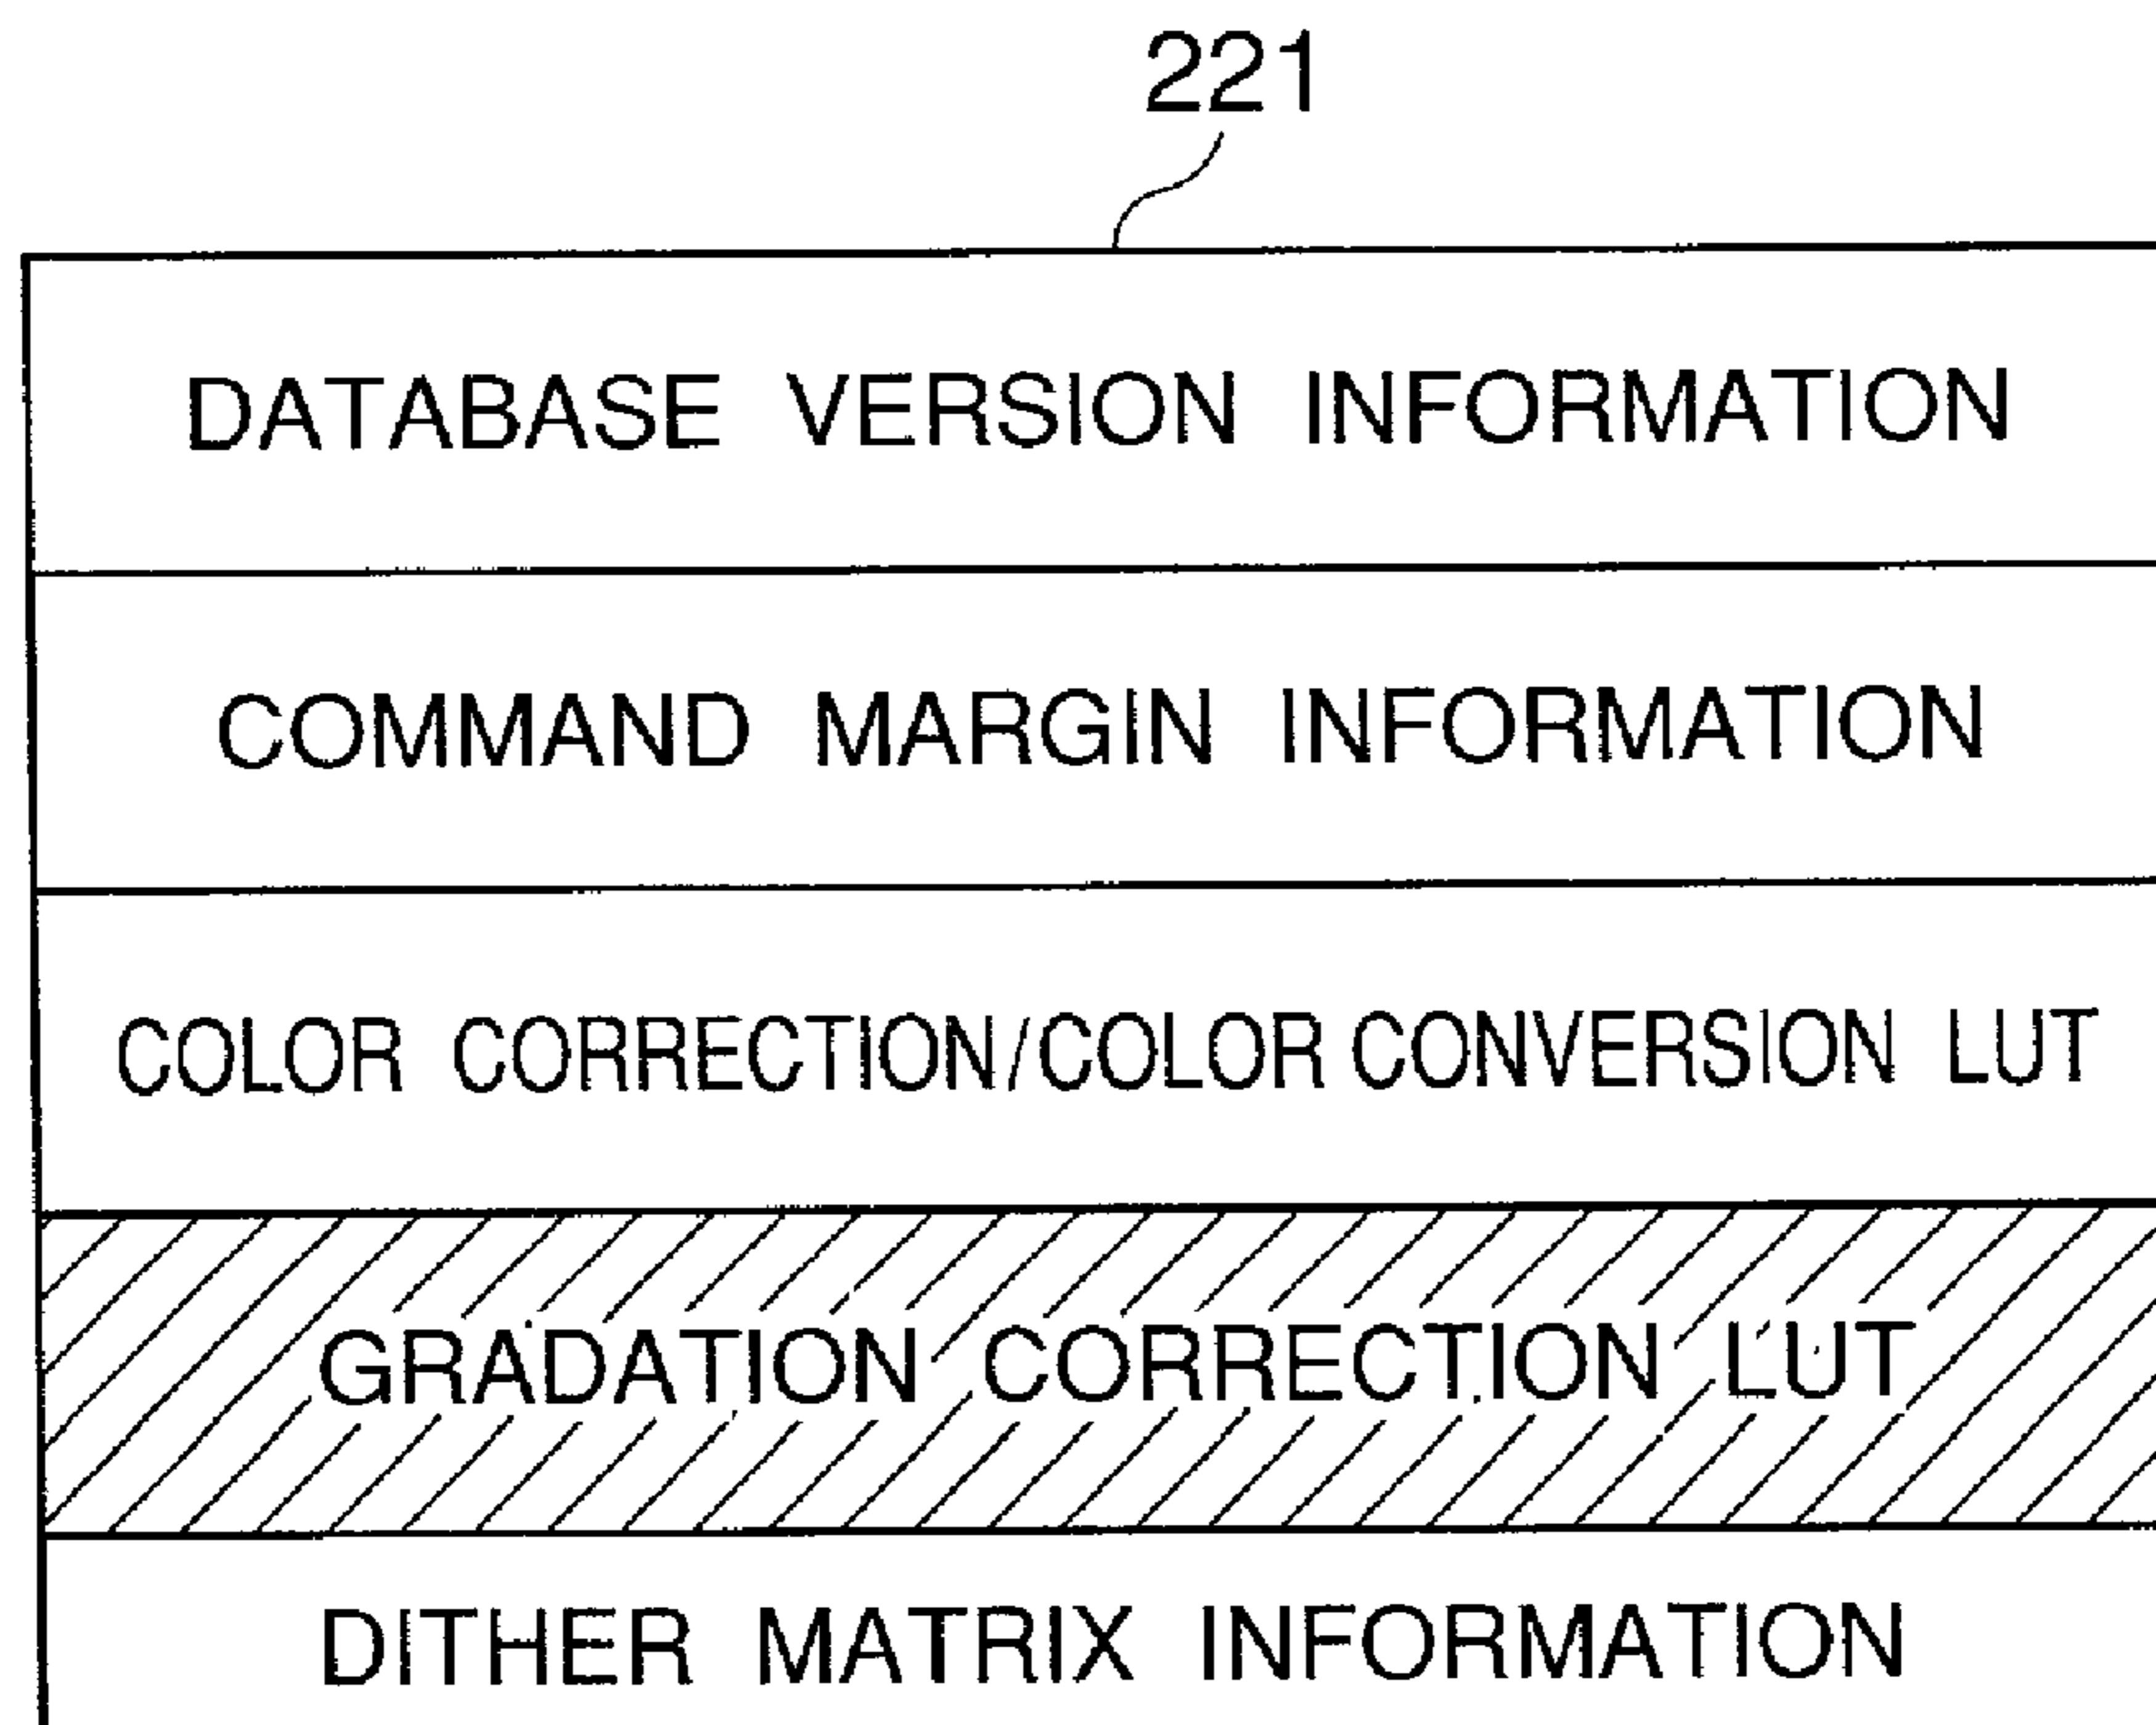 221
DATABASE VERSION INFORMATION
COMMAND MARGIN INFORMATION
COLOR CORRECTION/COLOR CONVERSION LUT
GRADATION CORRECTION LUT
DITHER MATRIX INFORMATION